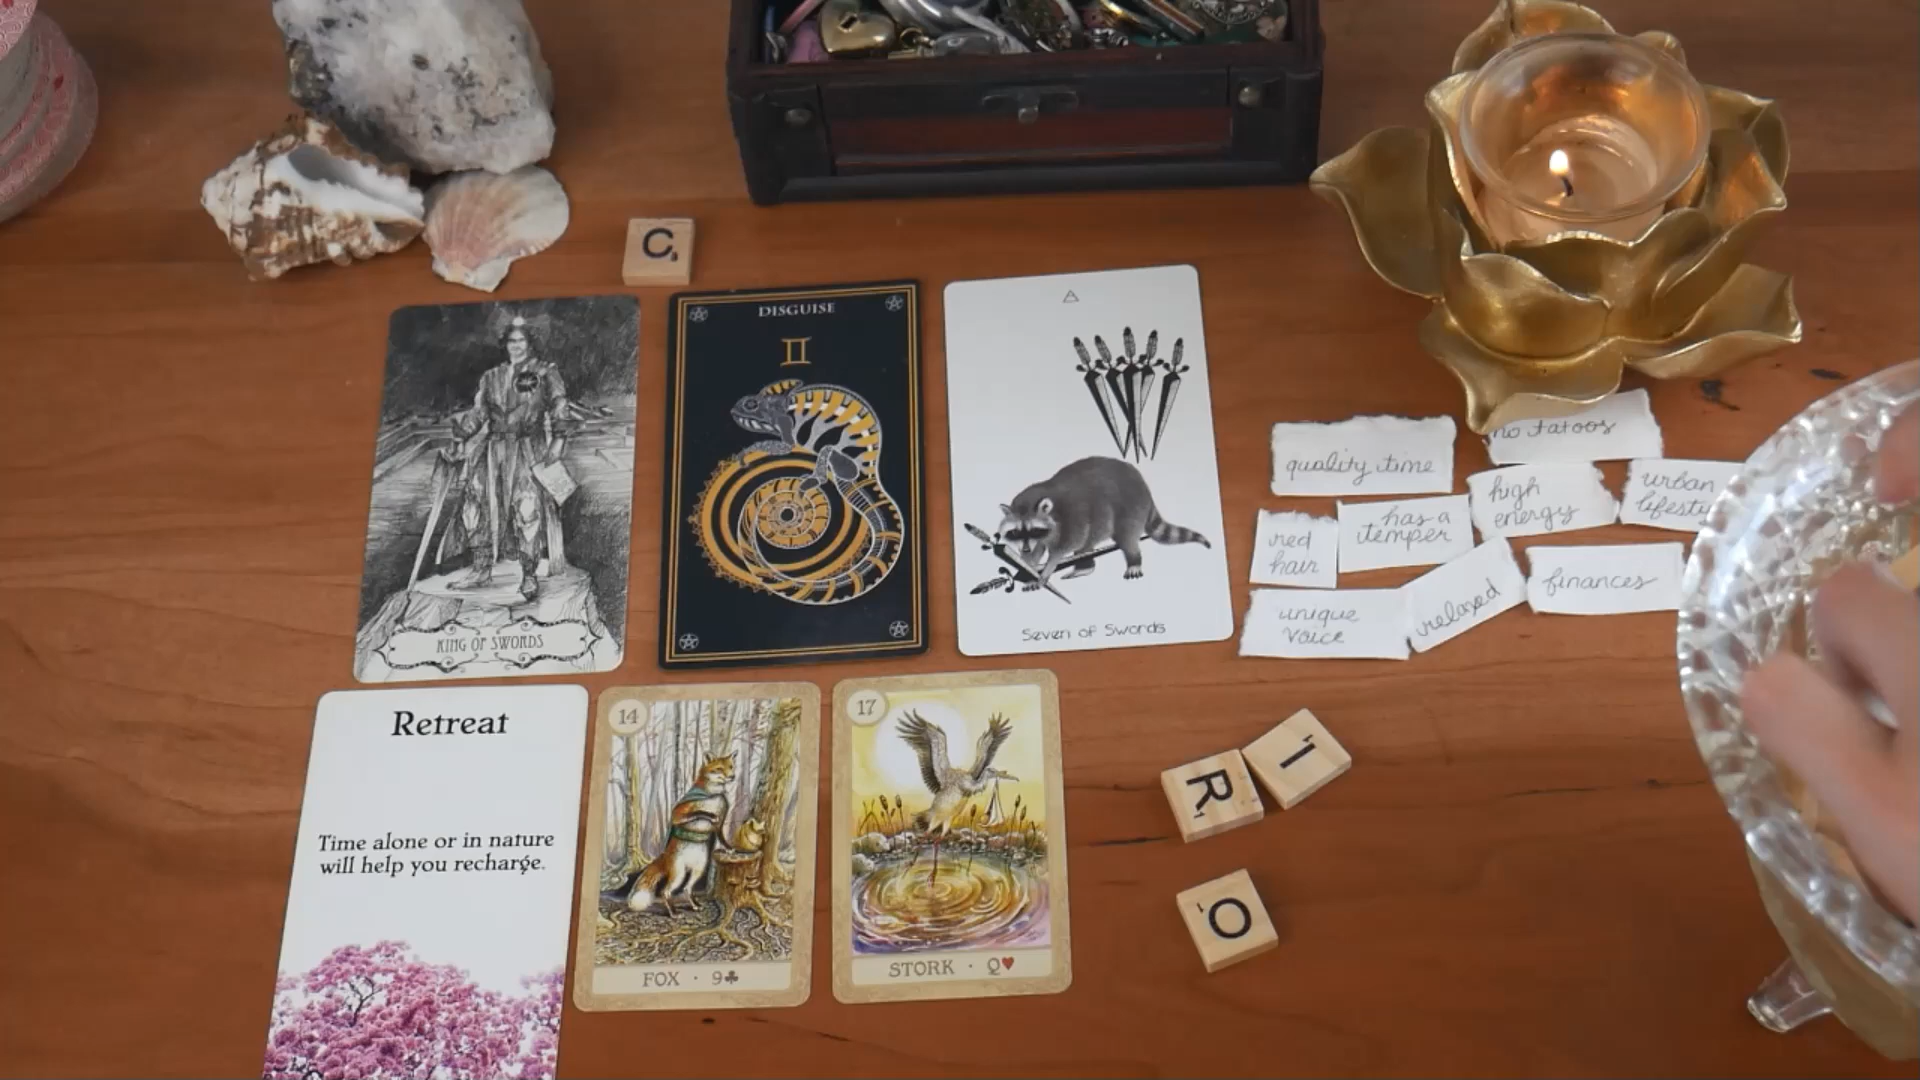 C
DISGUISE
II
KING OF SWORDS
Seven of Swords
no tatoos
quality time
high
energy
urban
has a
temper
red
hair
finances
relaxed
unique
voice
Retreat
Time alone or in nature
will help you recharge.
14
FOX · 9♣
17
STORK · Q♥
R
I
O